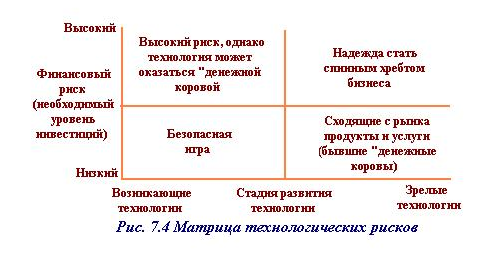 Высокий
Финансовый
риск
(необходимый
уровень
инвестиций)
Низкий
Высокий риск, однако
технология может
оказаться "денежной
коровой
Надежда стать
спинным хребтом
бизнеса
Безопасная
игра
Сходящие с рынка
продукты и услуги
(бывшие "денежные
коровы)
Возникающие
технологии
Стадия развития
технологии
Зрелые
технологии
Рис. 7.4 Матрица технологических рисков